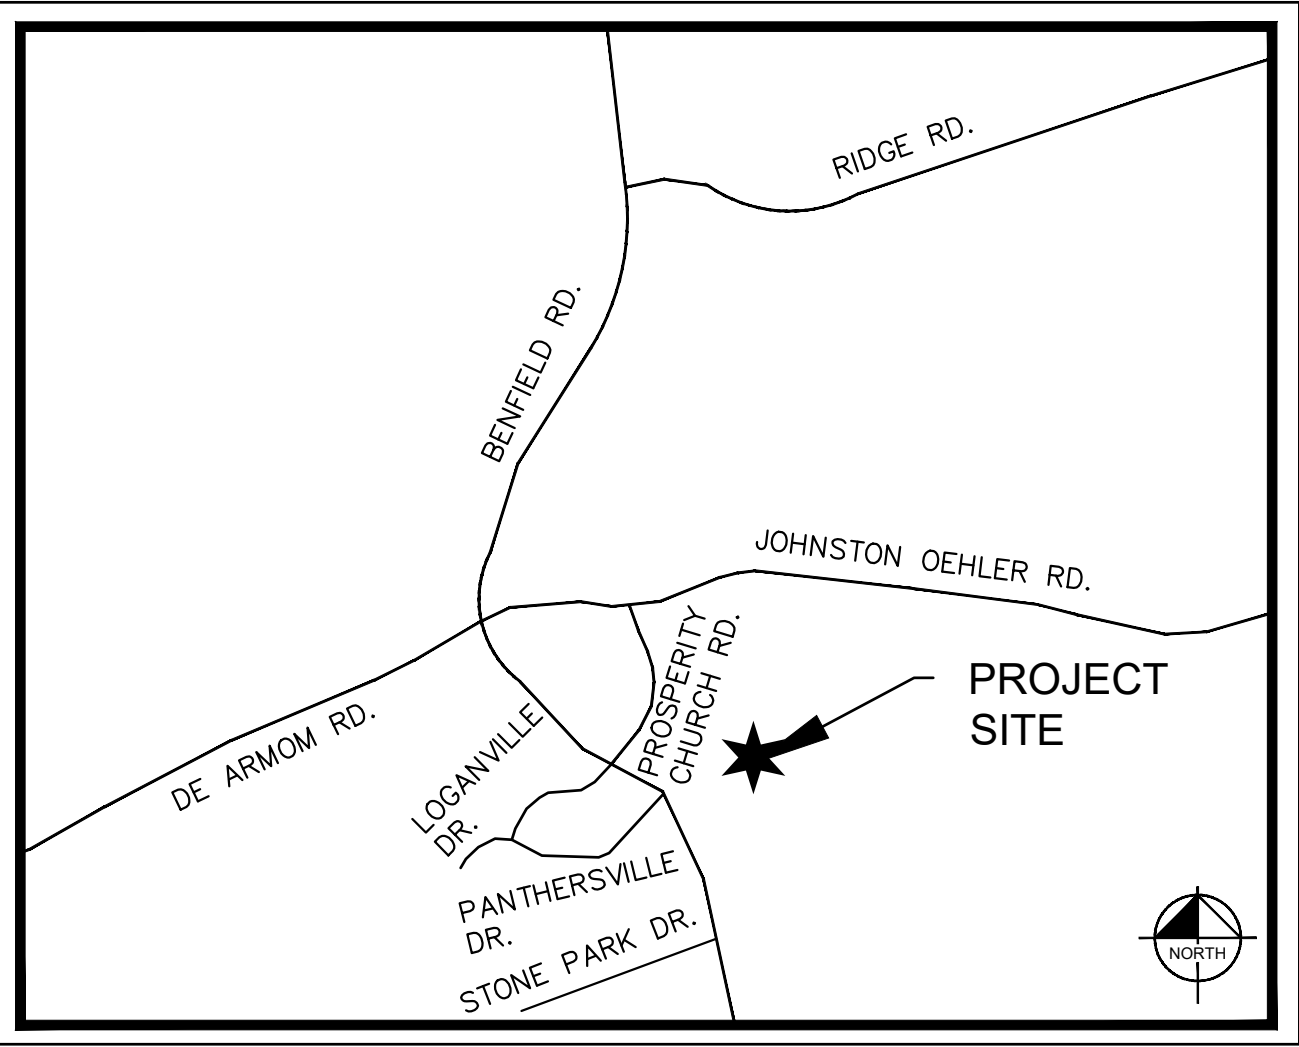 RIDGE RD.
BENFIELD RD.
JOHNSTON OEHLER RD.
PROSPERITY
CHURCH RD.
PROJECT
SITE
DE ARMOM RD.
LOGANVILLE
DR.
PANTHERSVILLE
DR.
STONE PARK DR.
NORTH